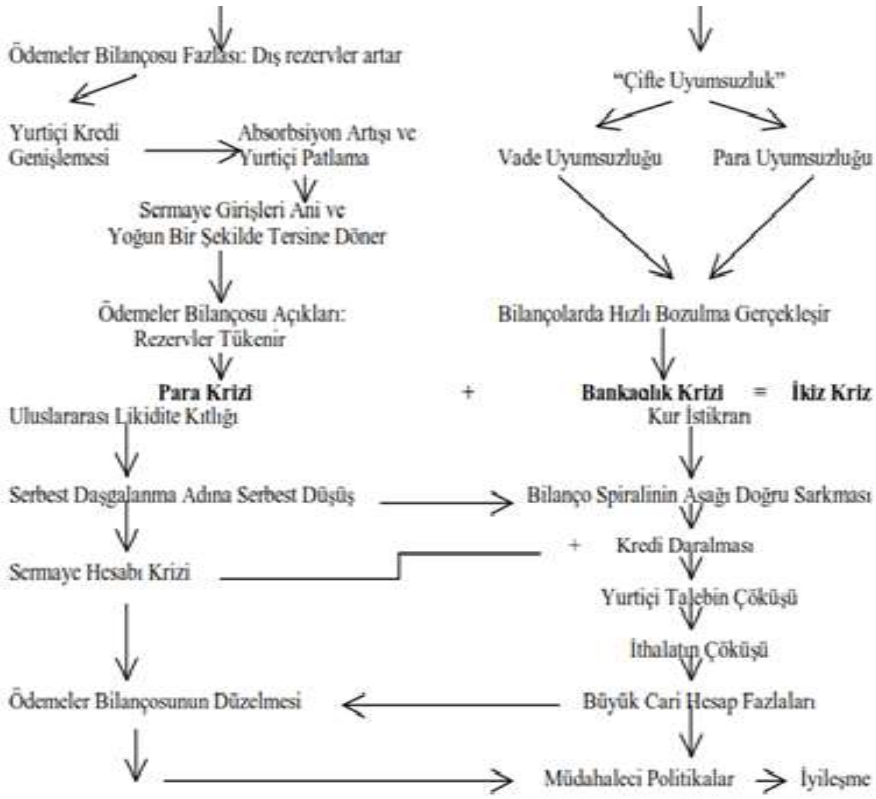 Ödemeler Bilançosu Fazlası: Dış rezervler artar
“Çifte Uyumsuzluk”
Yurtiçi Kredi
Genişlemesi
Absorbsiyon Artışı ve
Yurtiçi Patlama
Vade Uyumsuzluğu
Para Uyumsuzluğu
Sermaye Girişleri Ani ve
Yoğun Bir Şekilde Tersine Döner
Ödemeler Bilançosu Açıkları:
Rezervler Tükenir
Bilançolarda Hızlı Bozulma Gerçekleşir
Para Krizi + Bankacılık Krizi = İkiz Kriz
Uluslararası Likidite Kıtlığı
Kur İstikrarı
Serbest Daşgalanma Adına Serbest Düşüş
Bilanço Spiralinin Aşağı Doğru Sarkması
+ Kredi Daralması
Sermaye Hesabı Krizi
Yurtiçi Talebin Çöküşü
İthalatın Çöküşü
Ödemeler Bilançosunun Düzelmesi
Büyük Cari Hesap Fazlaları
Müdahaleci Politikalar
İyileşme